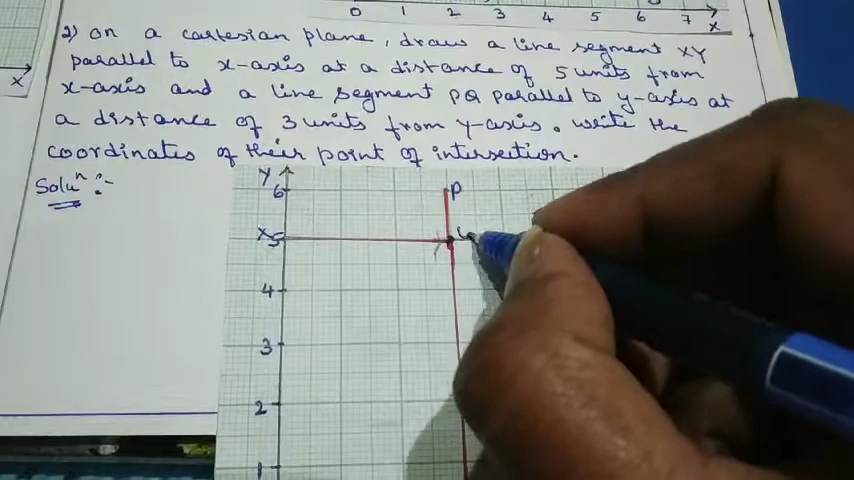 0 1 2 3 4 5 6 7 X
X
2) On a cartesian plane, draw a line segment XY
parallel to x-axis at a distance of 5 units from
x-axis and a line segment PQ parallel to y-axis at
a distance of 3 units from y-axis. write the
coordinates of their point of intersection.
Soluⁿ :-
Y
6 P
X 5
4
3
2
1